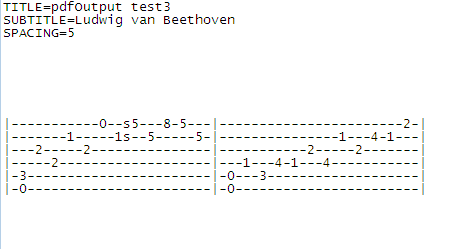 TITLE=pdfOutput test3
SUBTITLE=Ludwig van Beethoven
SPACING=5
|-----------0--s5---8-5---|-----------------------2-|
|-------1-----1s--5-----5-|---------------1---4-1---|
|---2-----2---------------|-----------2-----2-------|
|-----2-------------------|---1---4-1---4-----------|
|-3-----------------------|-0---3-------------------|
|-0-----------------------|-0-----------------------|